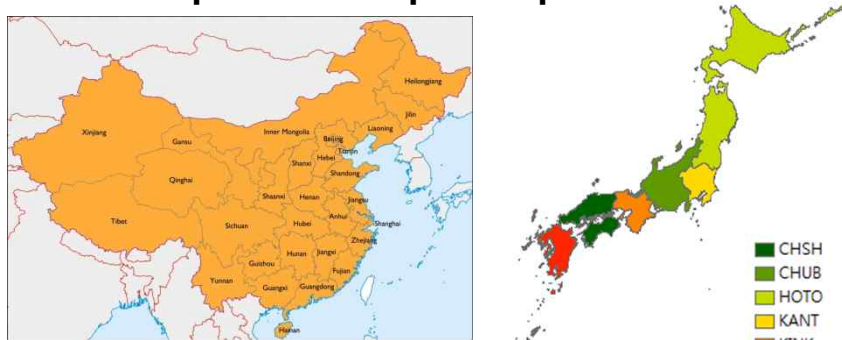 Heilongjiang
Jilin
Xinjiang
Inner Mongolia
Liaoning
Gansu
Beijing
Tianjin
Hebei
Shanxi
Qinghai
Shandong
Shaanxi
Henan
Jiangsu
Tibet
Anhui
Shanghai
Sichuan
Hubei
Zhejiang
Hunan
Jiangxi
Guizhou
Fujian
Yunnan
Guangxi
Guangdong
Hainan
CHSH
CHUB
HOTO
KANT